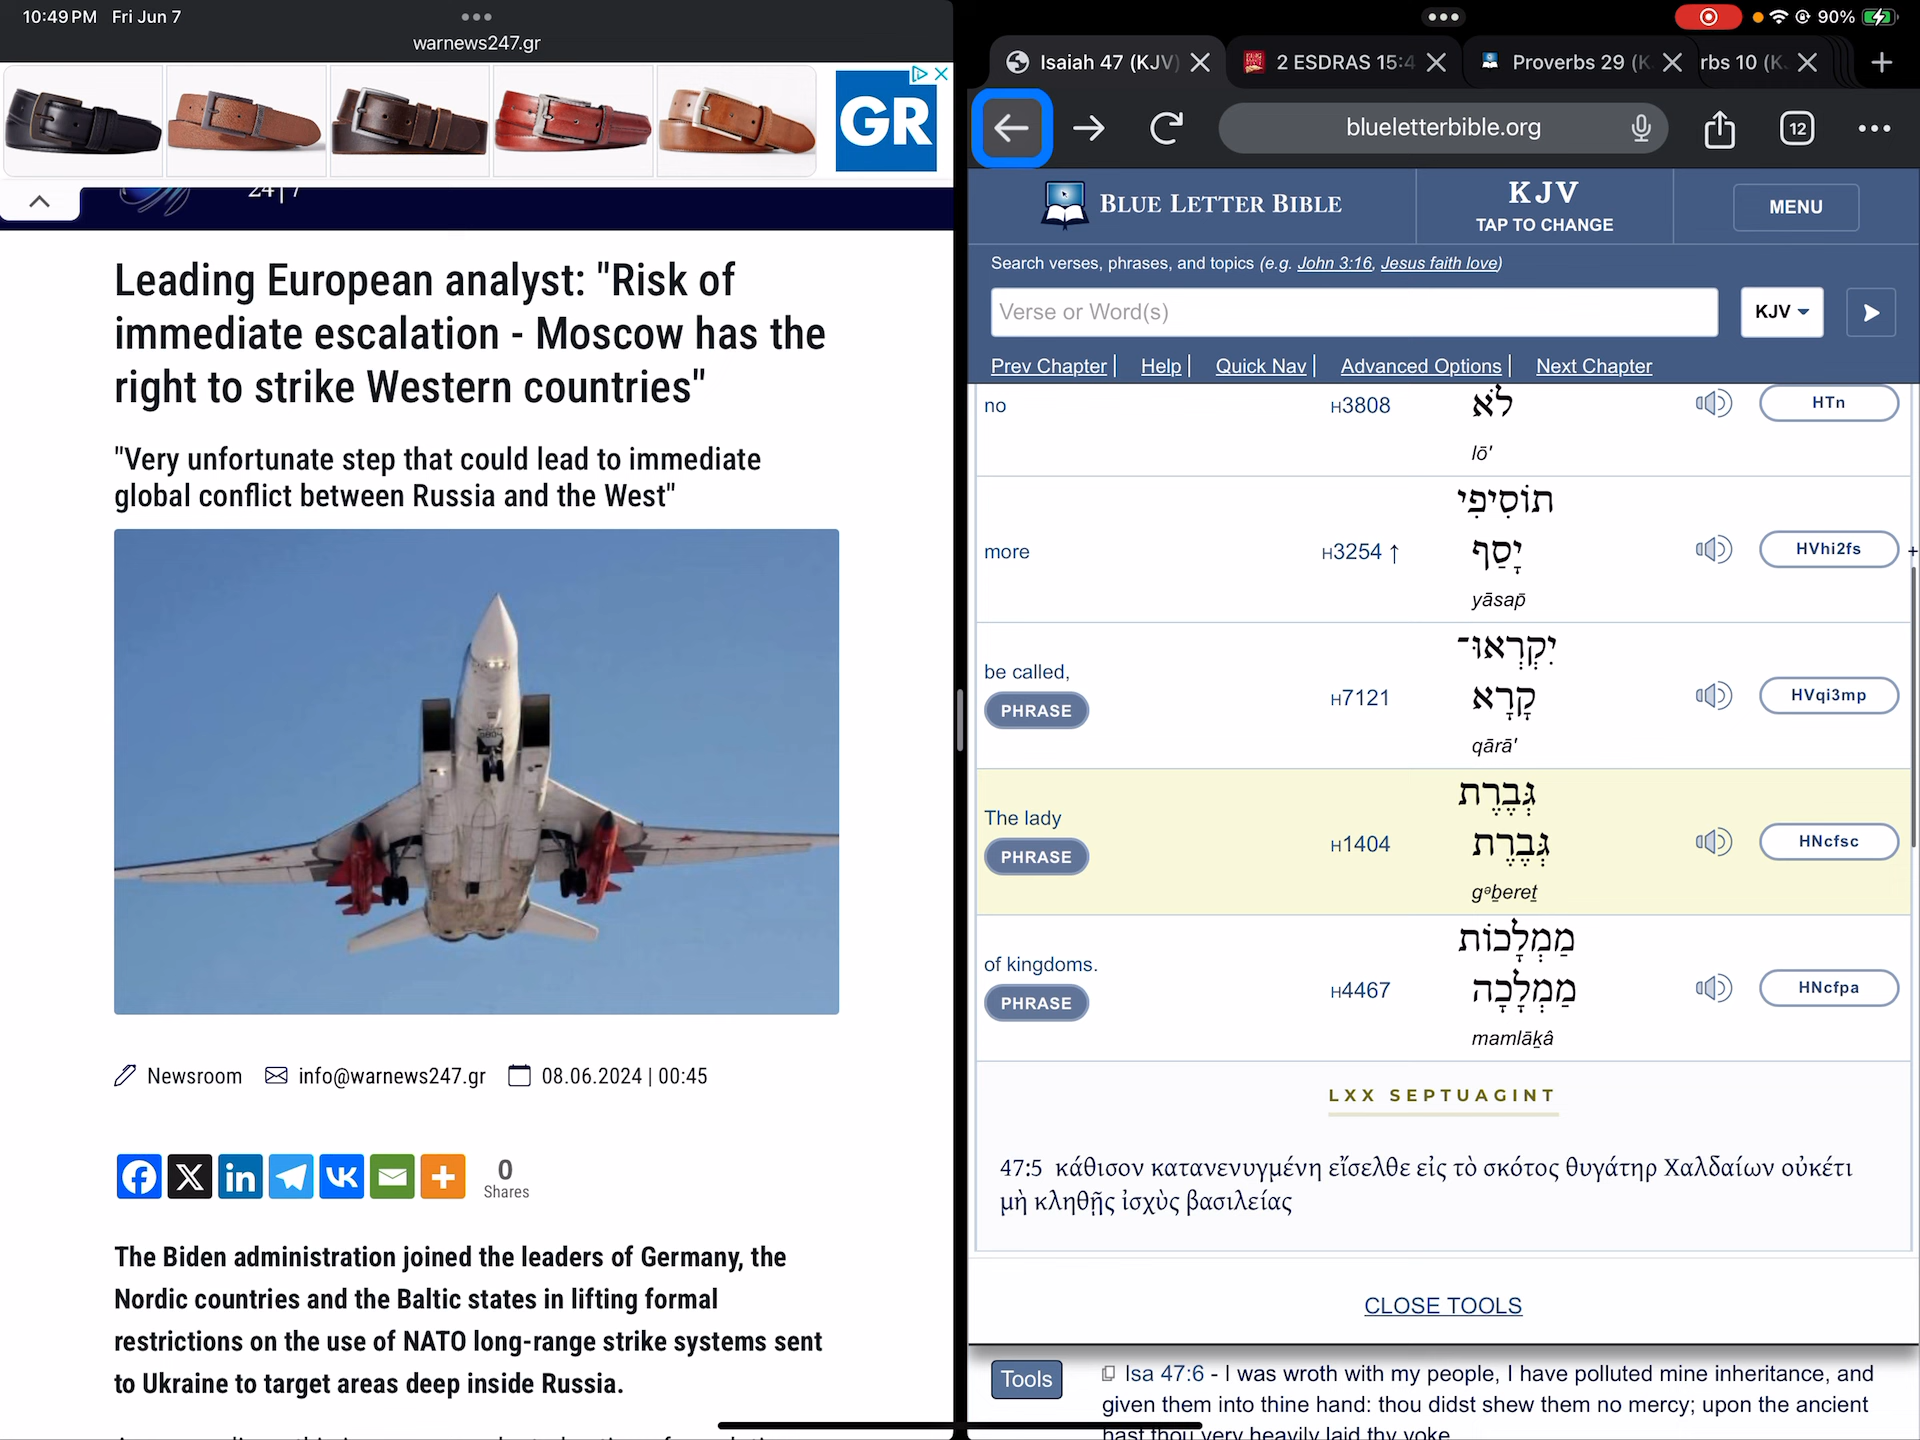 10:49 PM Fri Jun 7
warnews247.gr
GR
24|7
Leading European analyst: "Risk of
immediate escalation - Moscow has the
right to strike Western countries"
"Very unfortunate step that could lead to immediate
global conflict between Russia and the West"
Newsroom info@warnews247.gr 08.06.2024 | 00:45
0
Shares
The Biden administration joined the leaders of Germany, the
Nordic countries and the Baltic states in lifting formal
restrictions on the use of NATO long-range strike systems sent
to Ukraine to target areas deep inside Russia.
90%
Isaiah 47 (KJV) 2 ESDRAS 15:4 Proverbs 29 (K rbs 10 (K
blueletterbible.org 12
BLUE LETTER BIBLE
KJV
TAP TO CHANGE
MENU
Search verses, phrases, and topics (e.g. John 3:16, Jesus faith love)
Verse or Word(s) KJV
Prev Chapter | Help | Quick Nav | Advanced Options | Next Chapter
no H3808 לֹא HTn
lō'
תוֹסִיפִי
more H3254 ↑ יָסַף HVhi2fs
yāsap̄
יִקְרְאוּ־
be called,
PHRASE H7121 קָרָא HVqi3mp
qārā'
גְּבֶרֶת
The lady
PHRASE H1404 גְּבֶרֶת HNcfsc
gᵊḇereṯ
מַמְלָכוֹת
of kingdoms.
PHRASE H4467 מַמְלָכָה HNcfpa
mamlāḵâ
LXX SEPTUAGINT
47:5 κάθισον κατανενυγμένη εἴσελθε εἰς τὸ σκότος θυγάτηρ Χαλδαίων οὐκέτι
μὴ κληθῇς ἰσχὺς βασιλείας
CLOSE TOOLS
Tools Isa 47:6 - I was wroth with my people, I have polluted mine inheritance, and
given them into thine hand: thou didst shew them no mercy; upon the ancient
hast thou very heavily laid thy yoke.